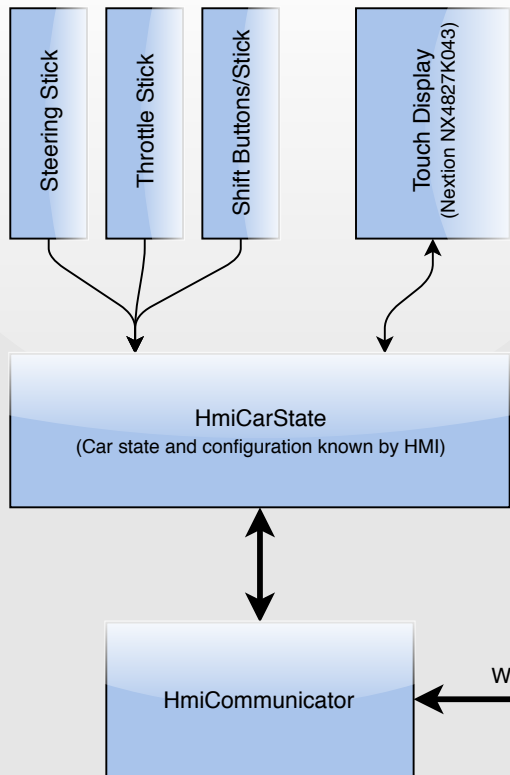 Steering Stick
Throttle Stick
Shift Buttons/Stick
Touch Display
(Nextion NX4827K043)
HmiCarState
(Car state and configuration known by HMI)
HmiCommunicator
W